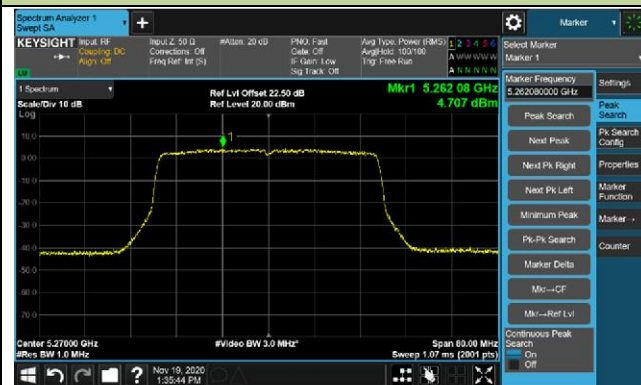 Spectrum Analyzer 1
Swept SA
+
Marker
KEYSIGHT
Input: RF
Coupling: DC
Align: Off
Input Z: 50 Ω
Corrections: Off
Freq Ref: Int (S)
#Atten: 20 dB
PNO: Fast
Gate: Off
IF Gain: Low
Sig Track: Off
Avg Type: Power (RMS)
Avg|Hold: 100/100
Trig: Free Run
1 2 3 4 5 6
A W W W W W
A N N N N N
LW
Select Marker
Marker 1
1 Spectrum
Scale/Div 10 dB
Log
Ref Lvl Offset 22.50 dB
Ref Level 20.00 dBm
Mkr1 5.262 08 GHz
4.707 dBm
10.0
0.00
-10.0
-20.0
-30.0
-40.0
-50.0
-60.0
-70.0
1
Center 5.27000 GHz
#Res BW 1.0 MHz
#Video BW 3.0 MHz*
Span 80.00 MHz
Sweep 1.07 ms (2001 pts)
Marker Frequency
5.262080000 GHz
Peak Search
Next Peak
Next Pk Right
Next Pk Left
Minimum Peak
Pk-Pk Search
Marker Delta
Mkr→CF
Mkr→Ref Lvl
Continuous Peak
Search
On
Off
Settings
Peak
Search
Pk Search
Config
Properties
Marker
Function
Marker→
Counter
?
Nov 19, 2020
1:35:44 PM